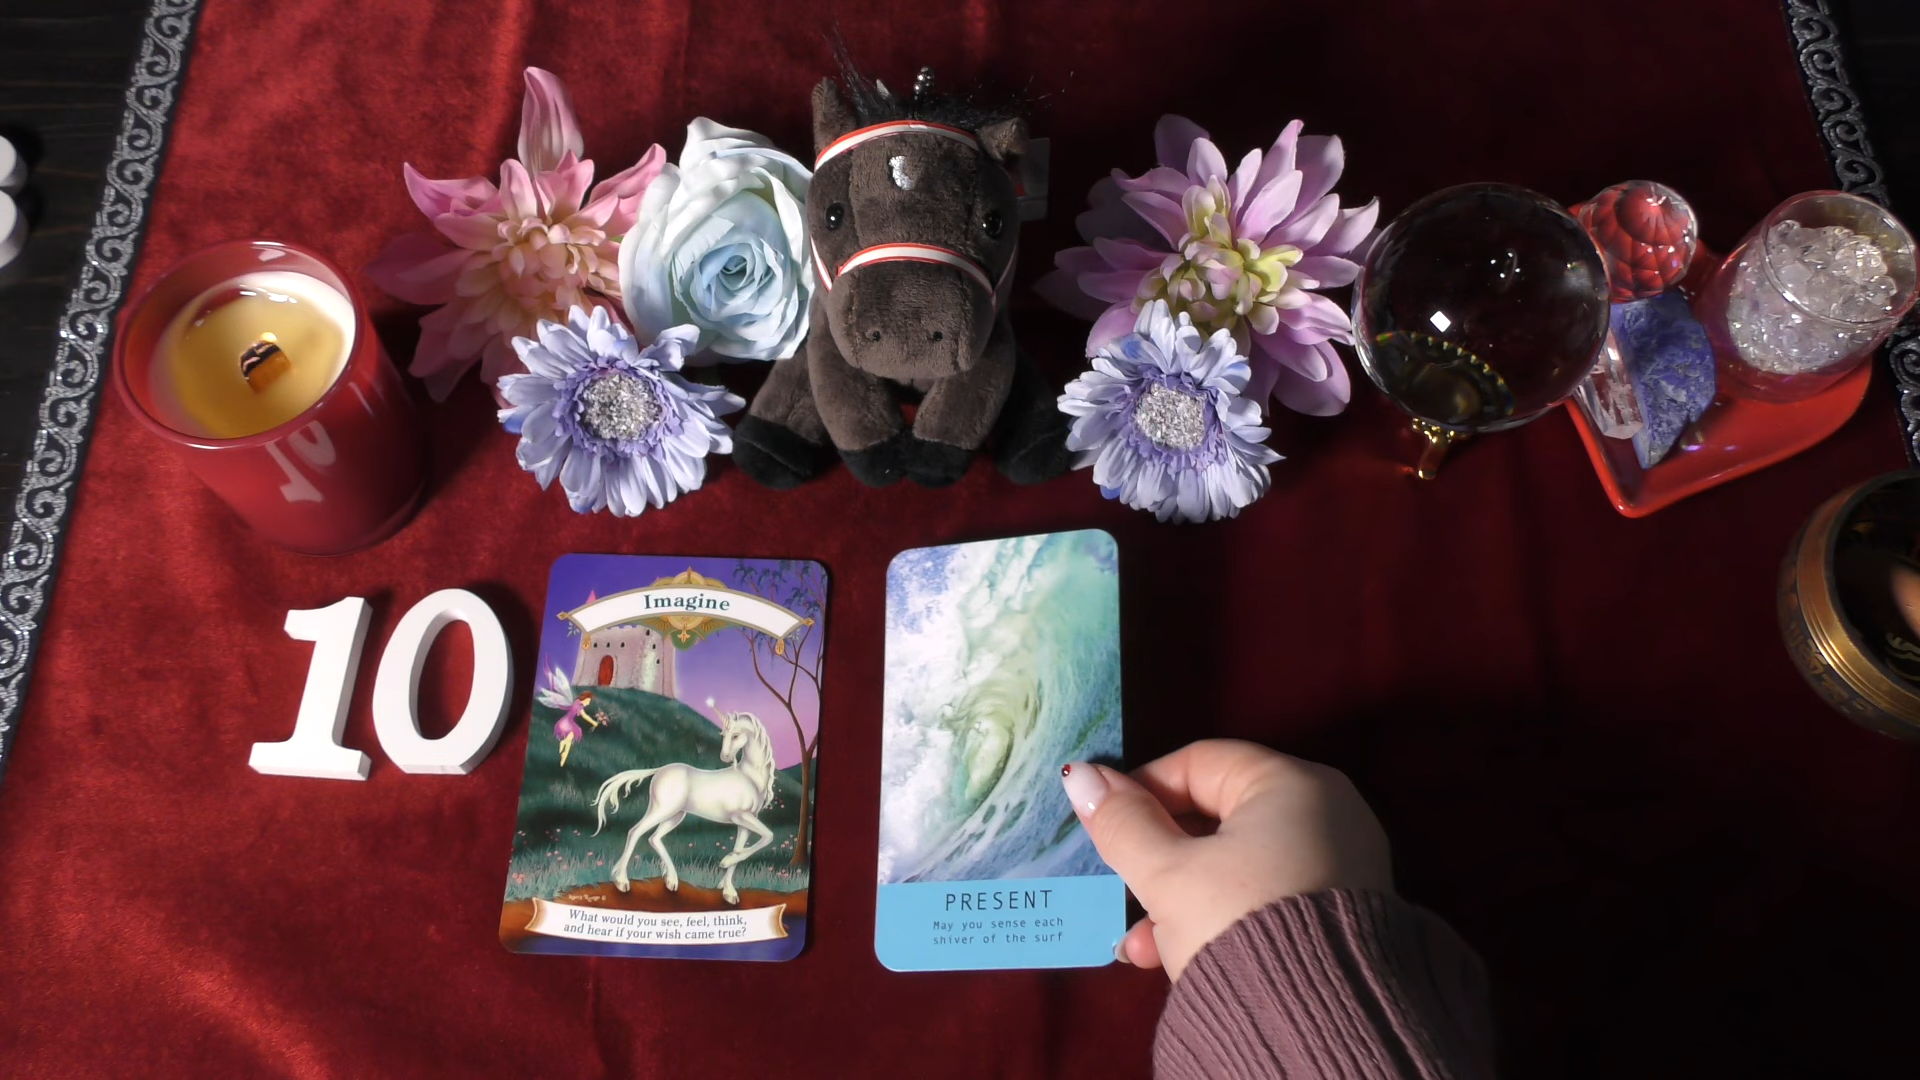 10
Imagine
What would you see, feel, think,
and hear if your wish came true?
PRESENT
May you sense each
shiver of the surf